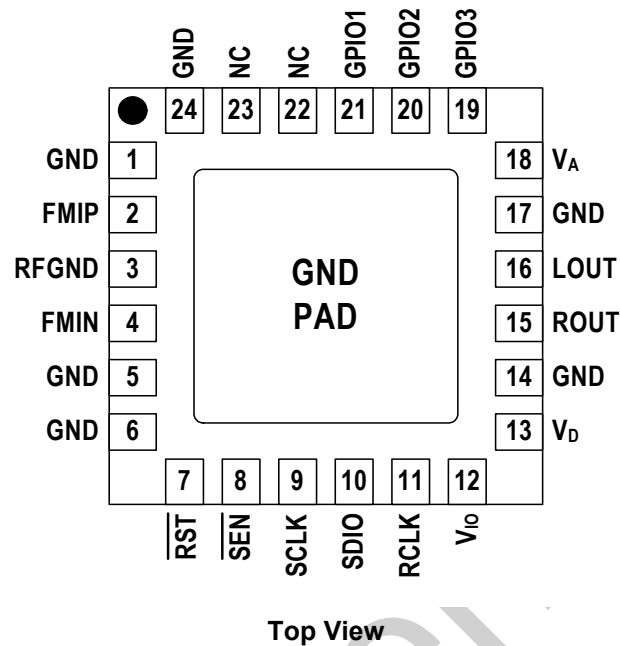 GND NC NC GPIO1 GPIO2 GPIO3
24 23 22 21 20 19
GND 1 18 VA
FMIP 2 17 GND
RFGND 3 16 LOUT
FMIN 4 15 ROUT
GND 5 14 GND
GND 6 13 VD
GND
PAD
7 8 9 10 11 12
RST SEN SCLK SDIO RCLK VIO
Top View